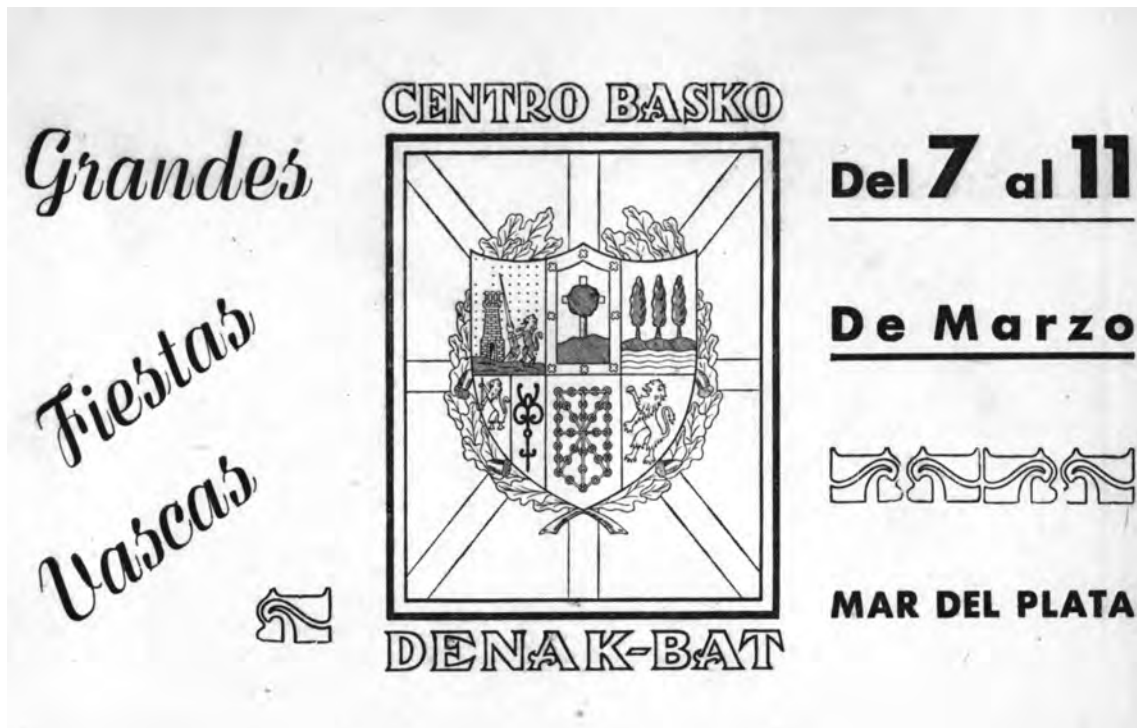 Grandes
Fiestas
Vascas
CENTRO BASKO
DENAK-BAT
Del 7 al 11
De Marzo
MAR DEL PLATA